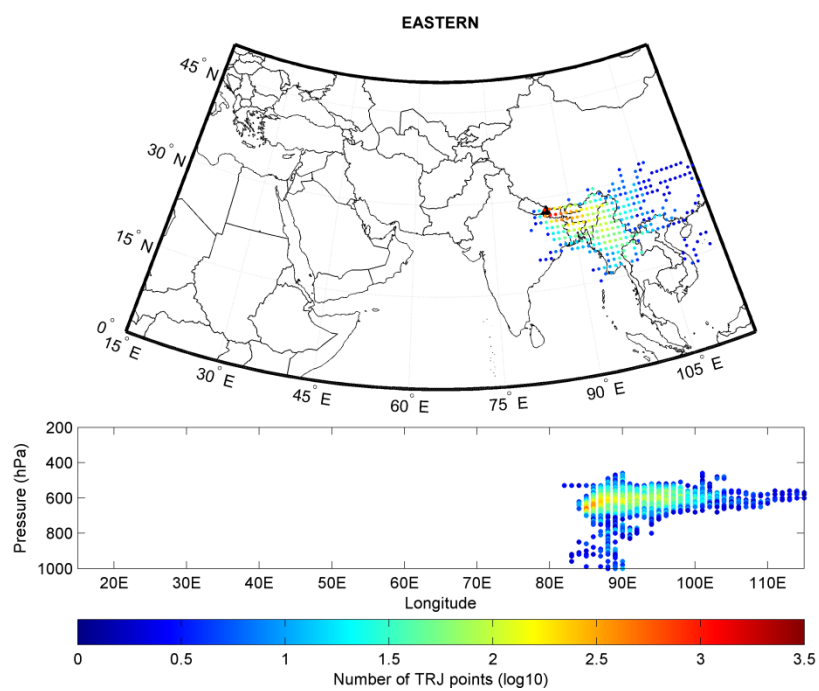 EASTERN
45° N
30° N
15° N
0°
15° E
30° E
45° E
60° E
75° E
90° E
105° E
200
400
600
800
1000
Pressure (hPa)
20E 30E 40E 50E 60E 70E 80E 90E 100E 110E
Longitude
0 0.5 1 1.5 2 2.5 3 3.5
Number of TRJ points (log10)